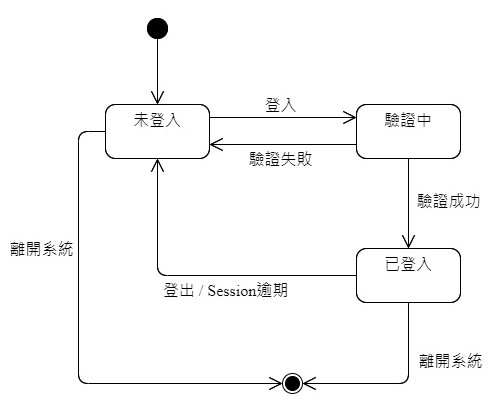 未登入
登入
驗證中
驗證失敗
驗證成功
離開系統
已登入
登出 / Session逾期
離開系統